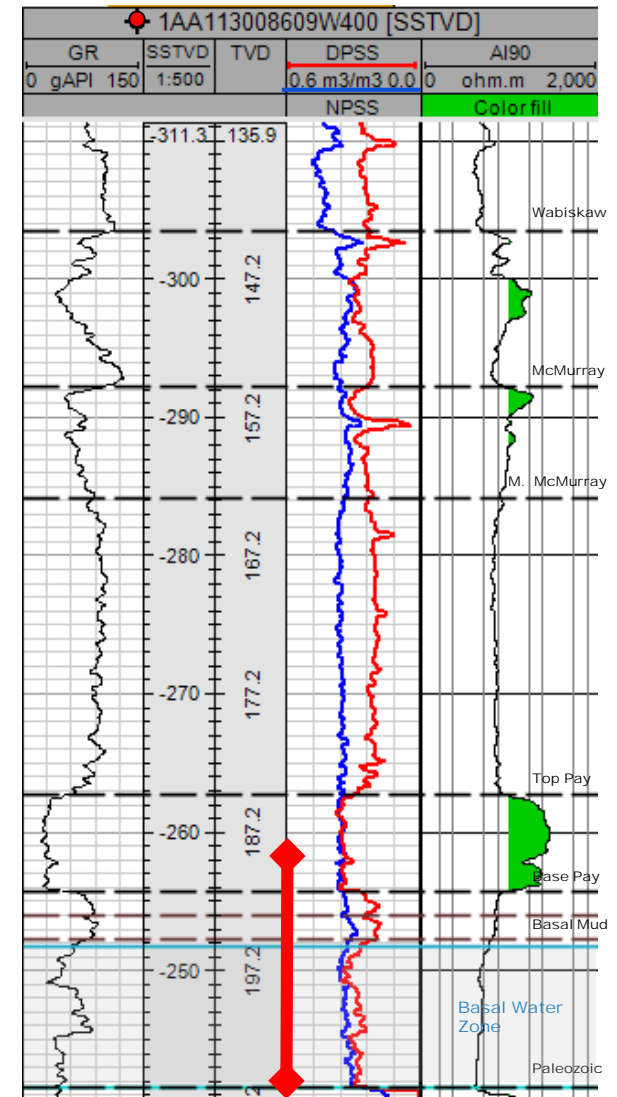 1AA113008609W400 [SSTVD]
GR SSTVD TVD DPSS AI90
0 gAPI 150 1:500 0.6 m3/m3 0.0 0 ohm.m 2,000
NPSS Color fill
-311.3 135.9
Wabiskaw
-300 147.2
McMurray
-290 157.2
M. McMurray
-280 167.2
-270 177.2
Top Pay
-260 187.2
Base Pay
Basal Mud
-250 197.2
Basal Water
Zone
Paleozoic